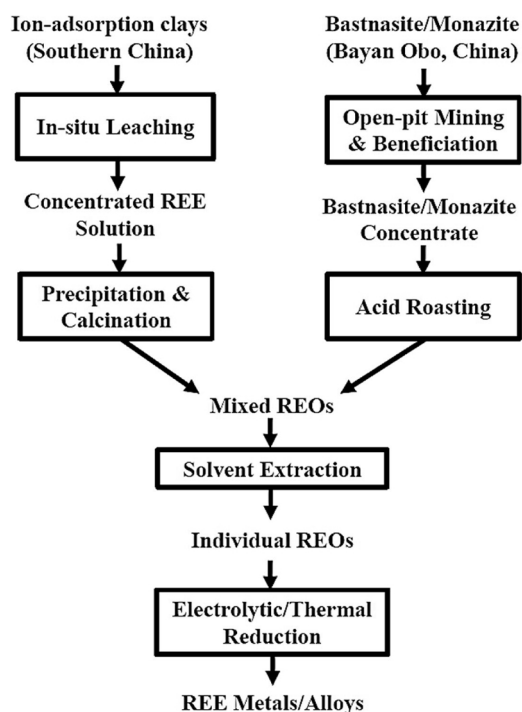 Ion-adsorption clays
(Southern China)
In-situ Leaching
Concentrated REE
Solution
Precipitation &
Calcination
Bastnasite/Monazite
(Bayan Obo, China)
Open-pit Mining
& Beneficiation
Bastnasite/Monazite
Concentrate
Acid Roasting
Mixed REOs
Solvent Extraction
Individual REOs
Electrolytic/Thermal
Reduction
REE Metals/Alloys